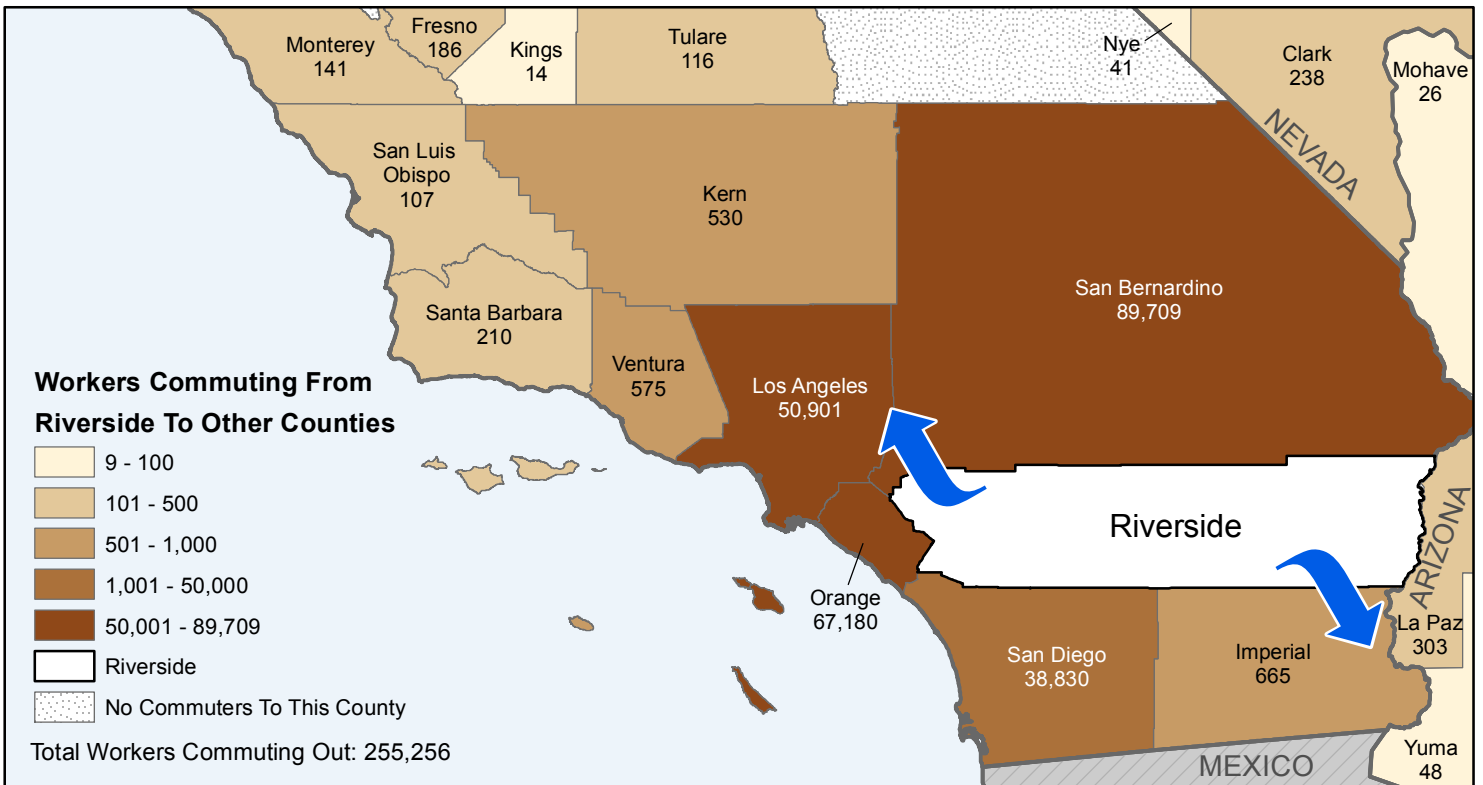 Fresno
186
Monterey
141
Kings
14
Tulare
116
Nye
41
Clark
238
Mohave
26
NEVADA
San Luis
Obispo
107
Kern
530
San Bernardino
89,709
Santa Barbara
210
Ventura
575
Los Angeles
50,901
Workers Commuting From
Riverside To Other Counties
9 - 100
101 - 500
501 - 1,000
1,001 - 50,000
50,001 - 89,709
Riverside
No Commuters To This County
Total Workers Commuting Out: 255,256
Riverside
ARIZONA
Orange
67,180
La Paz
303
San Diego
38,830
Imperial
665
MEXICO
Yuma
48